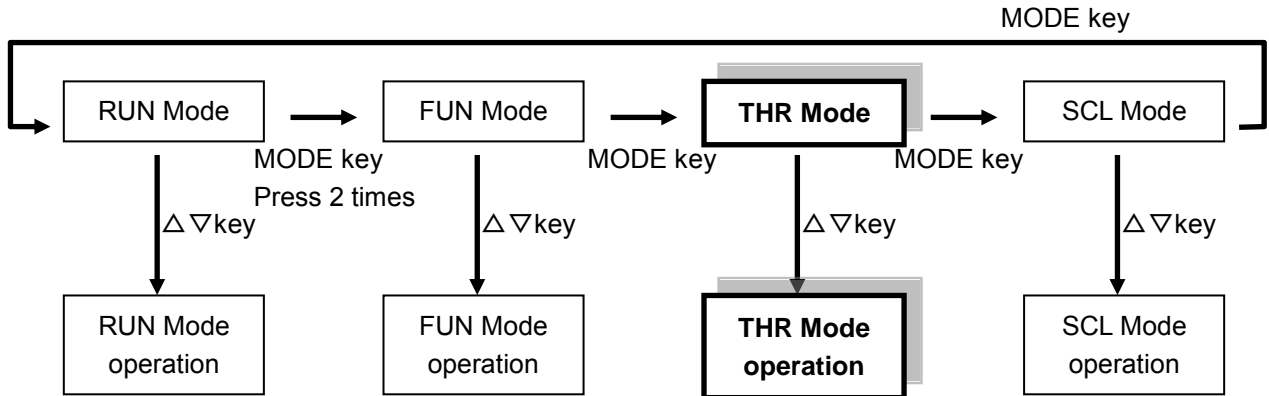 MODE key
RUN Mode
FUN Mode
THR Mode
SCL Mode
MODE key
Press 2 times
MODE key
MODE key
△▽key
△▽key
△▽key
△▽key
RUN Mode
operation
FUN Mode
operation
THR Mode
operation
SCL Mode
operation